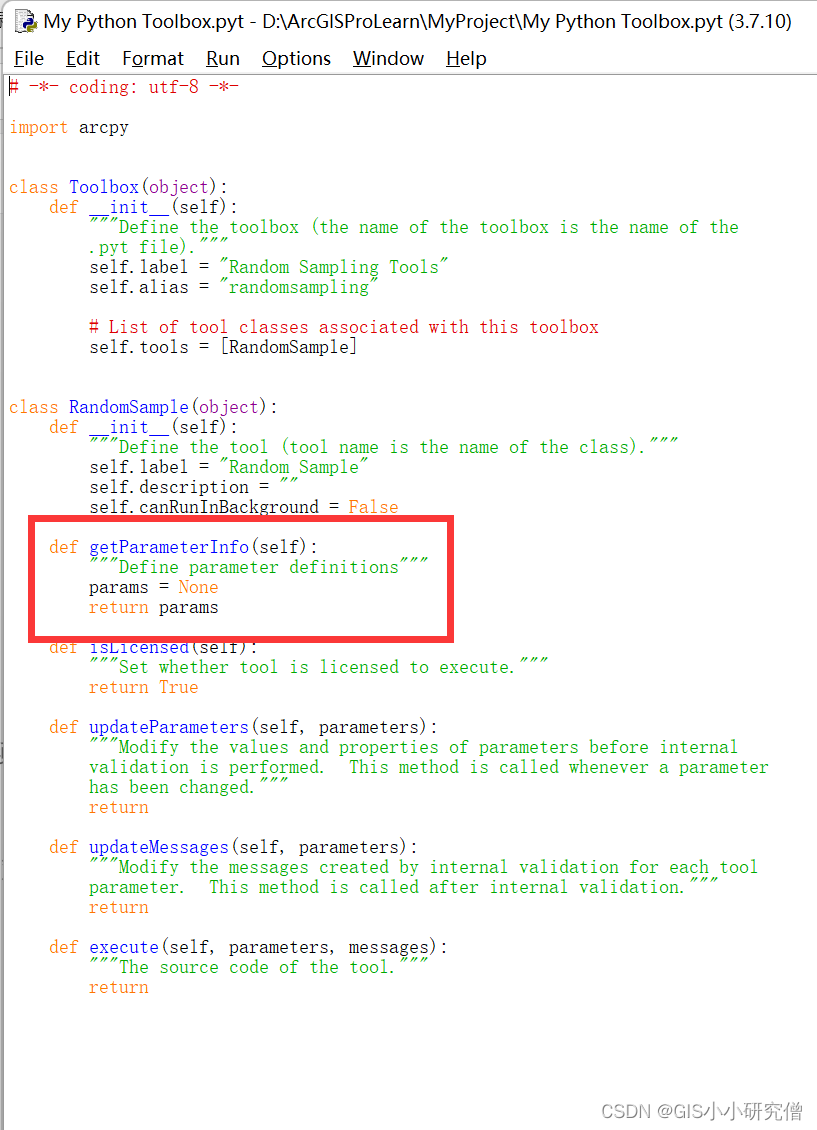 My Python Toolbox.pyt - D:\ArcGISProLearn\MyProject\My Python Toolbox.pyt (3.7.10)
File Edit Format Run Options Window Help
# -*- coding: utf-8 -*-
import arcpy
class Toolbox(object):
    def __init__(self):
        """Define the toolbox (the name of the toolbox is the name of the
        .pyt file)."""
        self.label = "Random Sampling Tools"
        self.alias = "randomsampling"
        # List of tool classes associated with this toolbox
        self.tools = [RandomSample]
class RandomSample(object):
    def __init__(self):
        """Define the tool (tool name is the name of the class)."""
        self.label = "Random Sample"
        self.description = ""
        self.canRunInBackground = False
    def getParameterInfo(self):
        """Define parameter definitions"""
        params = None
        return params
    def isLicensed(self):
        """Set whether tool is licensed to execute."""
        return True
    def updateParameters(self, parameters):
        """Modify the values and properties of parameters before internal
        validation is performed.  This method is called whenever a parameter
        has been changed."""
        return
    def updateMessages(self, parameters):
        """Modify the messages created by internal validation for each tool
        parameter.  This method is called after internal validation."""
        return
    def execute(self, parameters, messages):
        """The source code of the tool."""
        return
CSDN @GIS小小研究僧